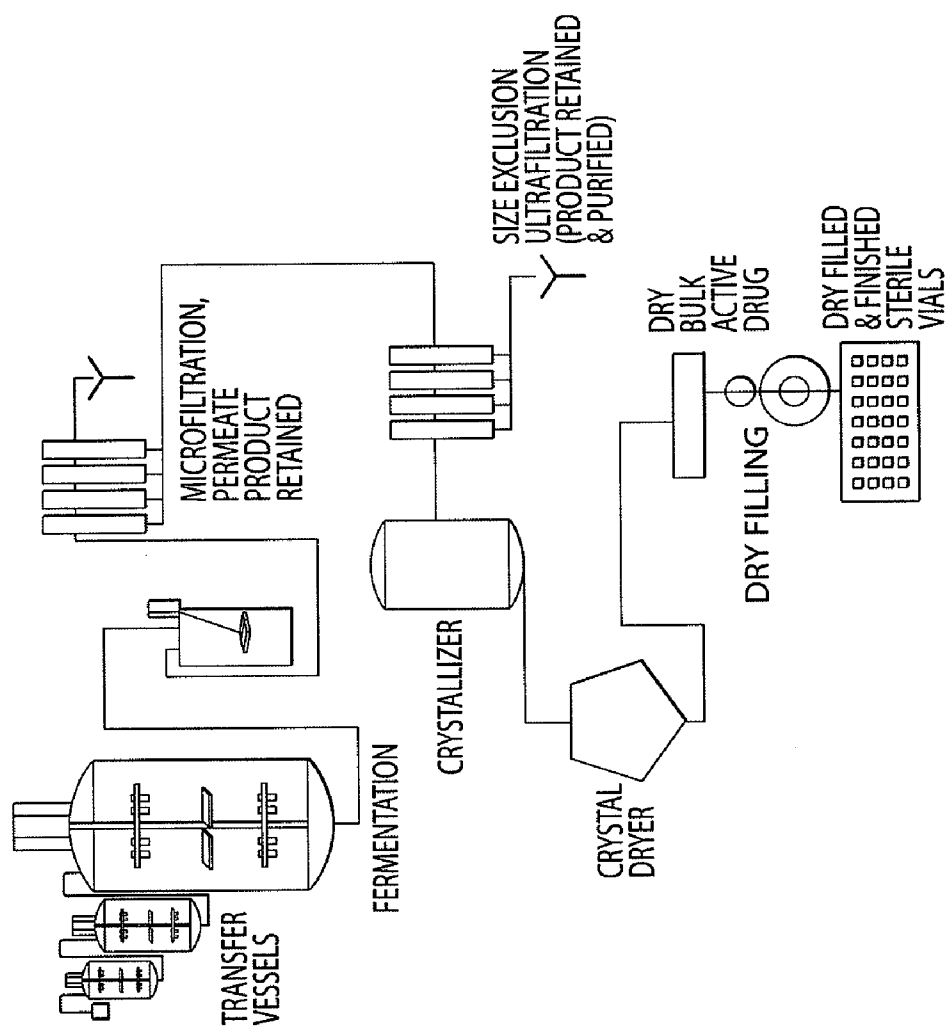 TRANSFER
VESSELS
FERMENTATION
MICROFILTRATION,
PERMEATE
PRODUCT
RETAINED
SIZE EXCLUSION
ULTRAFILTRATION
(PRODUCT RETAINED
& PURIFIED)
CRYSTALLIZER
CRYSTAL
DRYER
DRY
BULK
ACTIVE
DRUG
DRY FILLING
DRY FILLED
& FINISHED
STERILE
VIALS